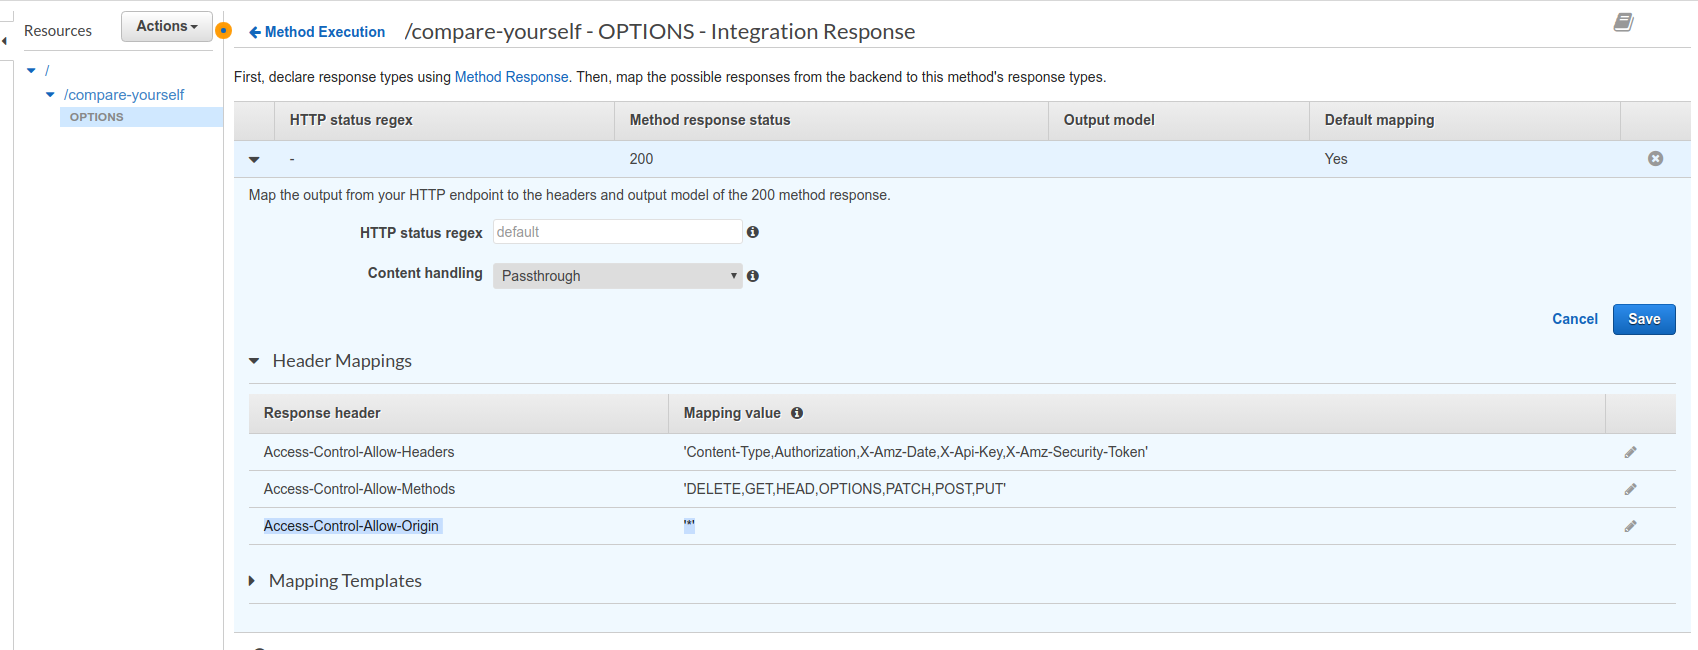 Resources
Actions
Method Execution
/compare-yourself - OPTIONS - Integration Response
/
/compare-yourself
OPTIONS
First, declare response types using Method Response. Then, map the possible responses from the backend to this method's response types.
HTTP status regex
Method response status
Output model
Default mapping
-
200
Yes
Map the output from your HTTP endpoint to the headers and output model of the 200 method response.
HTTP status regex
default
Content handling
Passthrough
Cancel
Save
Header Mappings
Response header
Mapping value
Access-Control-Allow-Headers
'Content-Type,Authorization,X-Amz-Date,X-Api-Key,X-Amz-Security-Token'
Access-Control-Allow-Methods
'DELETE,GET,HEAD,OPTIONS,PATCH,POST,PUT'
Access-Control-Allow-Origin
'*'
Mapping Templates